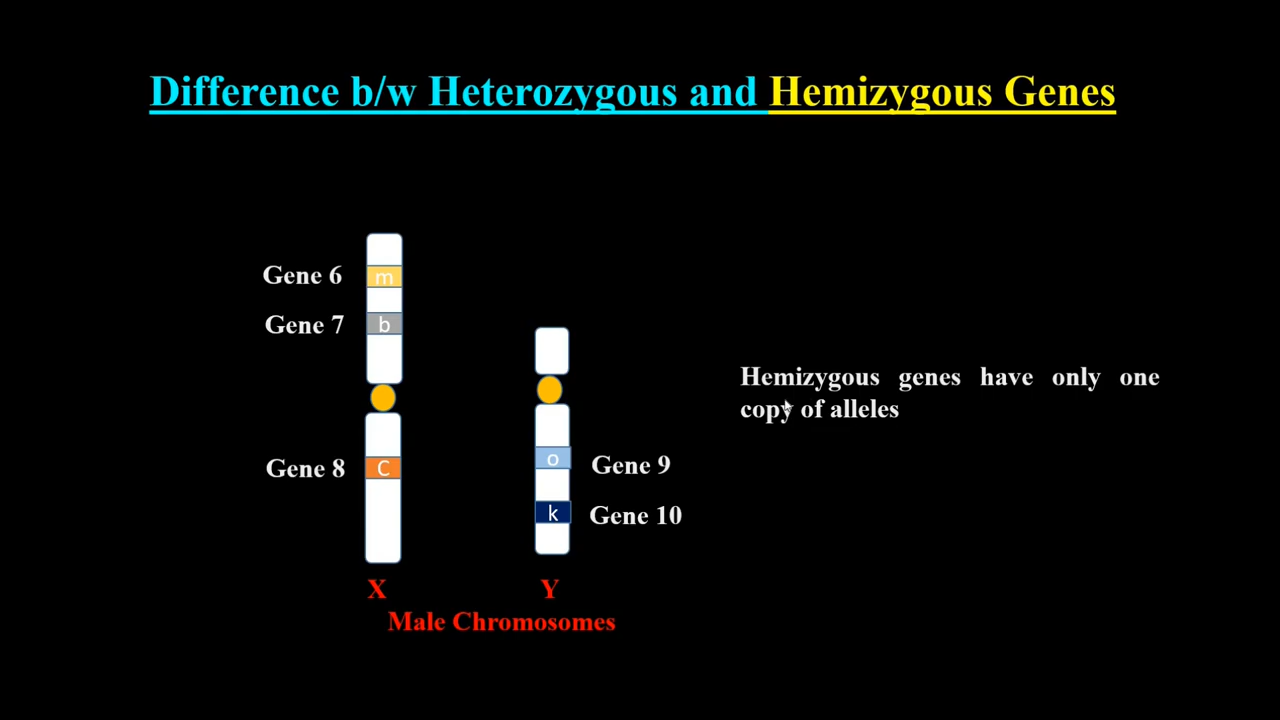 Difference b/w Heterozygous and Hemizygous Genes
Gene 6
m
Gene 7
b
Gene 8
C
o
Gene 9
k
Gene 10
X
Y
Male Chromosomes
Hemizygous genes have only one
copy of alleles